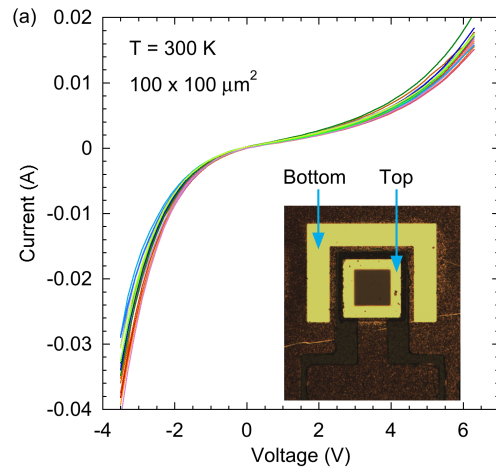 (a)
0.02
T = 300 K
100 x 100 μm²
0.01
0
Bottom Top
-0.01
-0.02
-0.03
-0.04
Current (A)
-4 -2 0 2 4 6
Voltage (V)